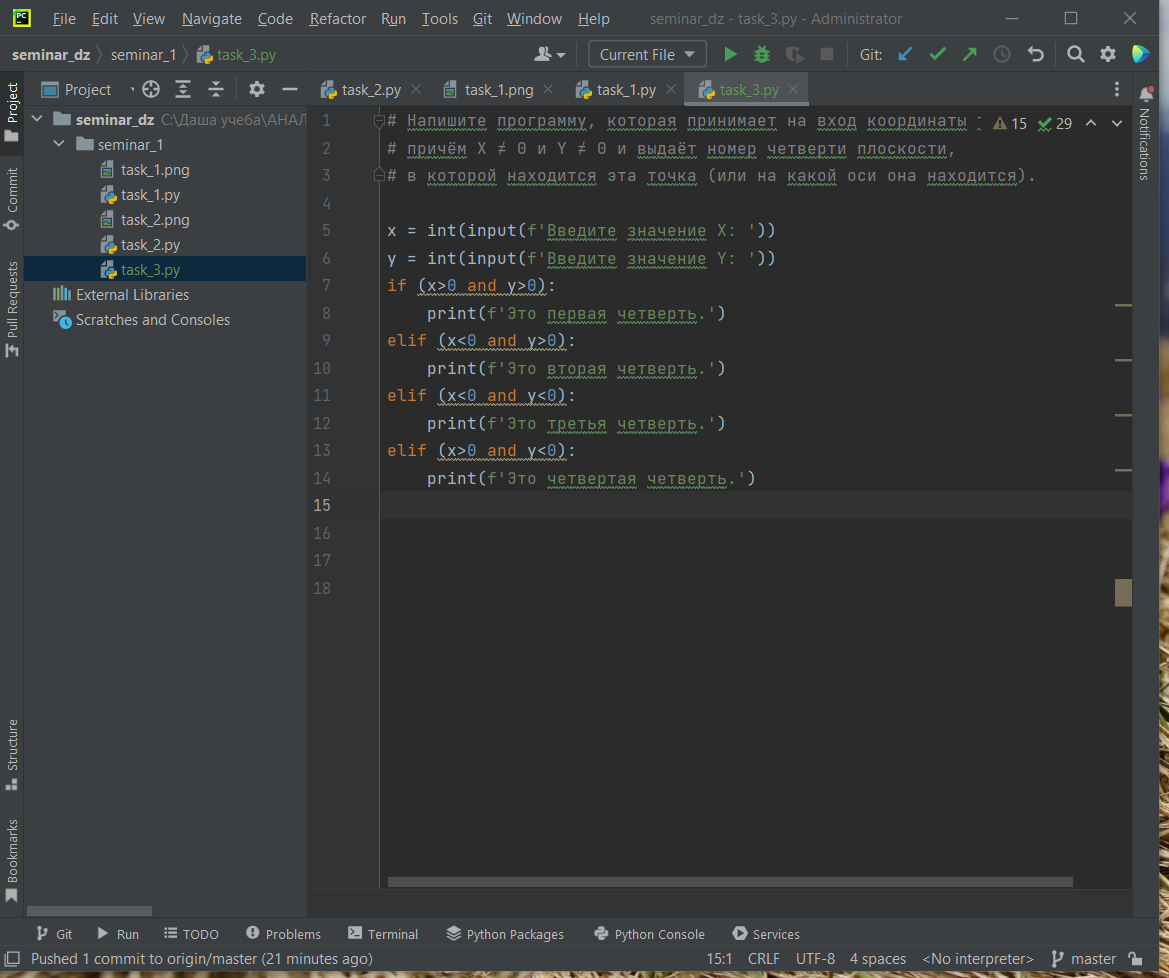 File Edit View Navigate Code Refactor Run Tools Git Window Help seminar_dz - task_3.py - Administrator
seminar_dz seminar_1 task_3.py Current File Git:
Project task_2.py task_1.png task_1.py task_3.py
seminar_dz C:\Даша учеба\АНАЛ
seminar_1
task_1.png
task_1.py
task_2.png
task_2.py
task_3.py
External Libraries
Scratches and Consoles
Project
Commit
Pull Requests
Structure
Bookmarks
1 # Напишите программу, которая принимает на вход координаты 15 29
2 # причём X ≠ 0 и Y ≠ 0 и выдаёт номер четверти плоскости,
3 # в которой находится эта точка (или на какой оси она находится).
4
5 x = int(input(f'Введите значение X: '))
6 y = int(input(f'Введите значение Y: '))
7 if (x>0 and y>0):
8 print(f'Это первая четверть.')
9 elif (x<0 and y>0):
10 print(f'Это вторая четверть.')
11 elif (x<0 and y<0):
12 print(f'Это третья четверть.')
13 elif (x>0 and y<0):
14 print(f'Это четвертая четверть.')
15
16
17
18
Notifications
Git Run TODO Problems Terminal Python Packages Python Console Services
Pushed 1 commit to origin/master (21 minutes ago) 15:1 CRLF UTF-8 4 spaces <No interpreter> master